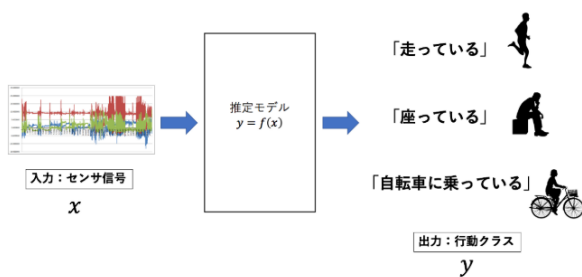 「走っている」
推定モデル
y = f(x)
「座っている」
入力：センサ信号
x
「自転車に乗っている」
出力：行動クラス
y